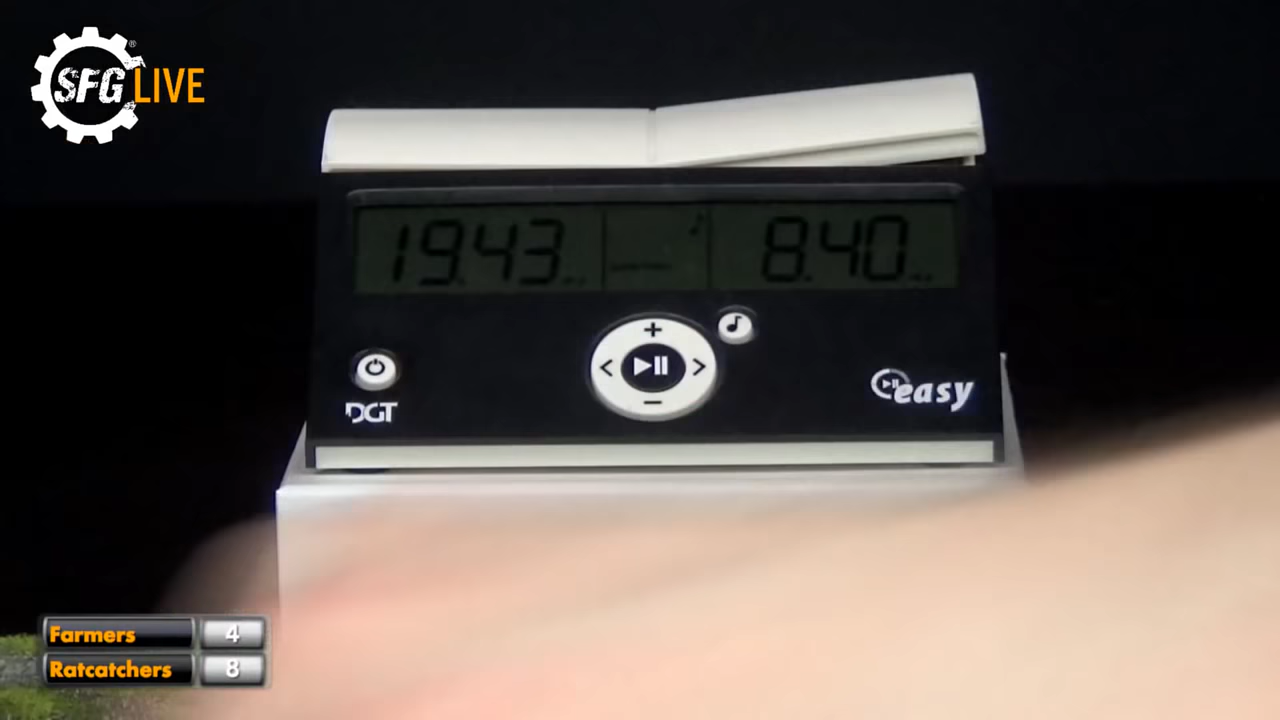 SFG® LIVE
19.43 8.40
DGT
easy
Farmers 4
Ratcatchers 8